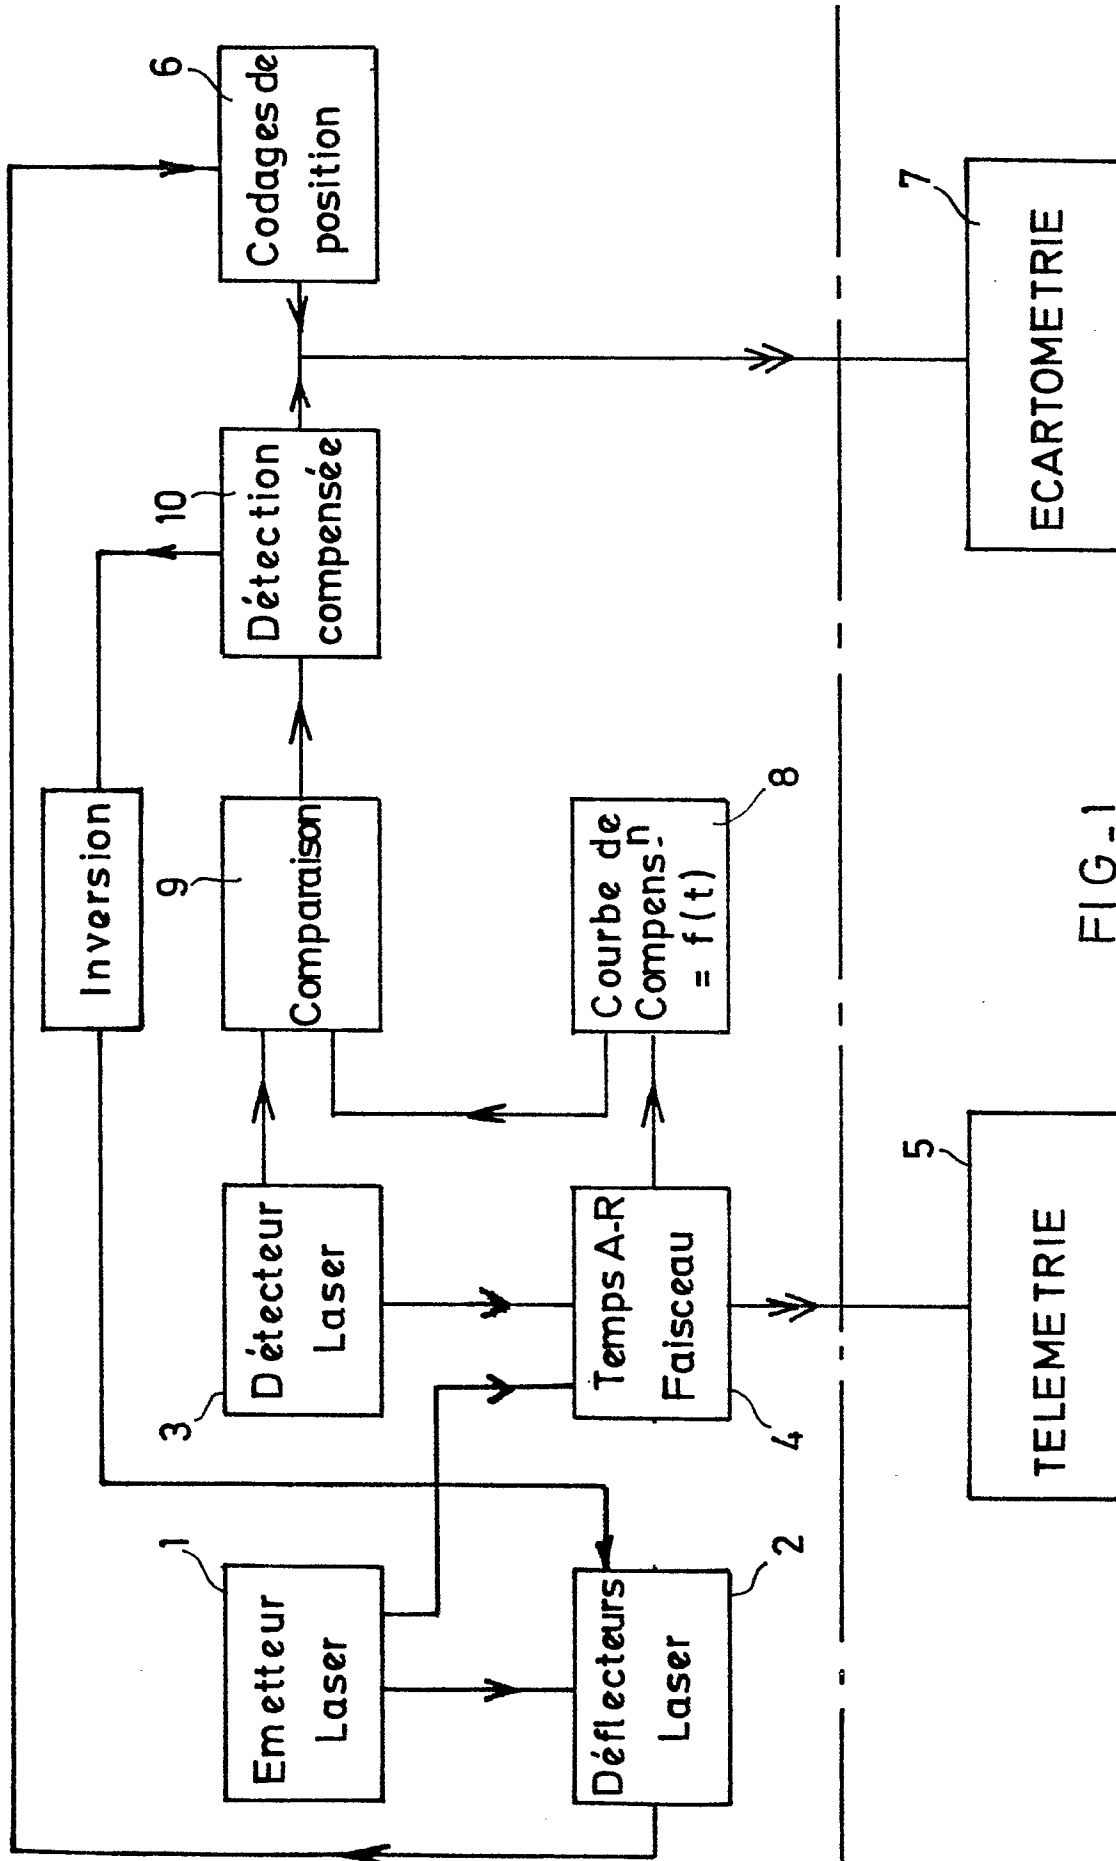 Inversion
1
Emetteur
Laser
3
Détecteur
Laser
9
Comparaison
10
Détection
compensée
6
Codages de
position
Déflecteurs
Laser
2
Temps A-R
Faisceau
4
Courbe de
Compens.n
= f(t)
8
5
TELEMETRIE
7
ECARTOMETRIE
FIG_1